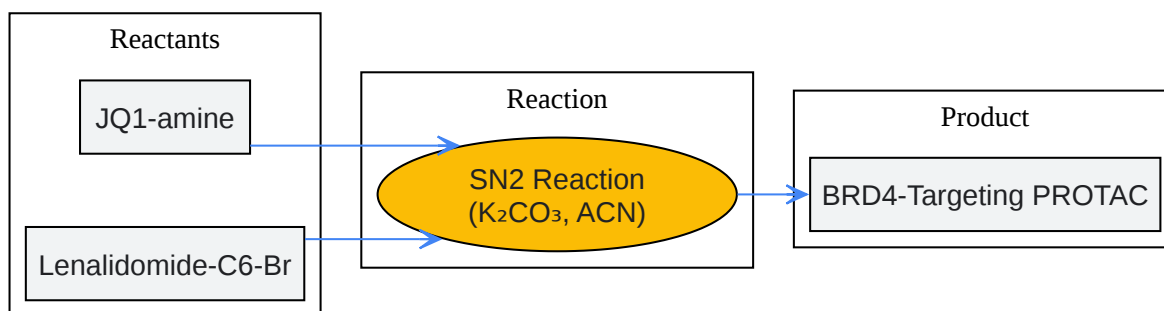 Reactants
JQ1-amine
Lenalidomide-C6-Br
Reaction
SN2 Reaction
(K₂CO₃, ACN)
Product
BRD4-Targeting PROTAC